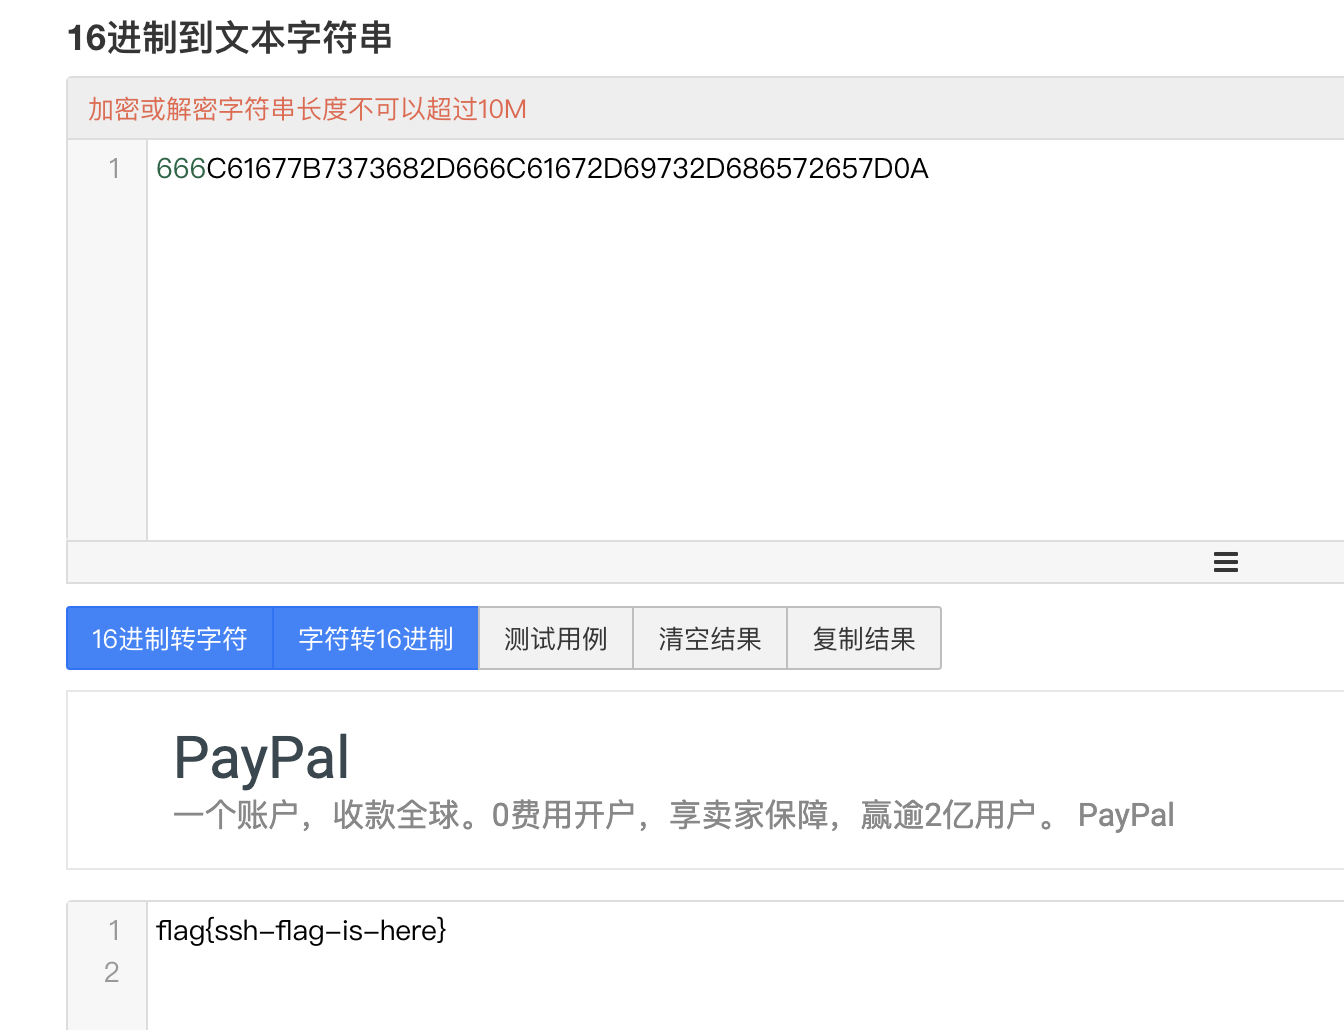 16进制到文本字符串
加密或解密字符串长度不可以超过10M
1 666C61677B7373682D666C61672D69732D686572657D0A
16进制转字符 字符转16进制 测试用例 清空结果 复制结果
PayPal
一个账户，收款全球。0费用开户，享卖家保障，赢逾2亿用户。 PayPal
1 flag{ssh-flag-is-here}
2